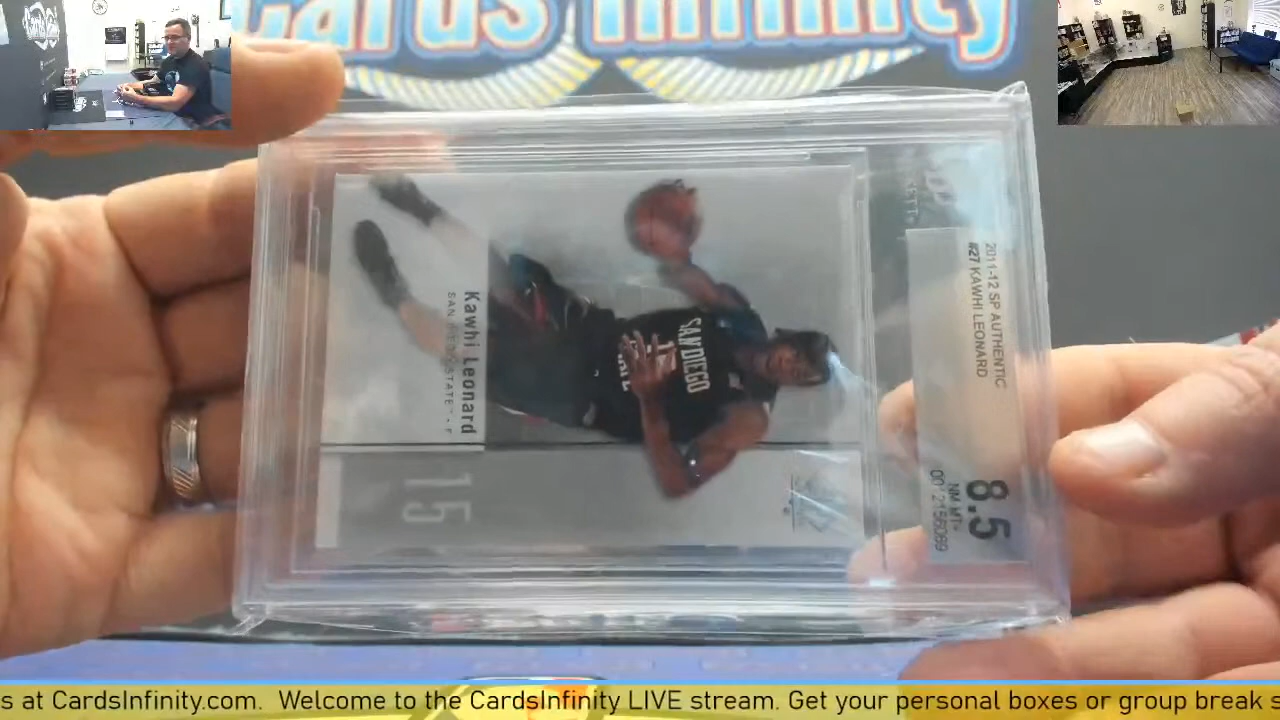 Cards Infinity
2011-12 SP AUTHENTIC
#27 KAWHI LEONARD
8.5
NM-MT+
Kawhi Leonard
SAN DIEGO STATE - F
15
SAN DIEGO
15
s at CardsInfinity.com. Welcome to the CardsInfinity LIVE stream. Get your personal boxes or group break s